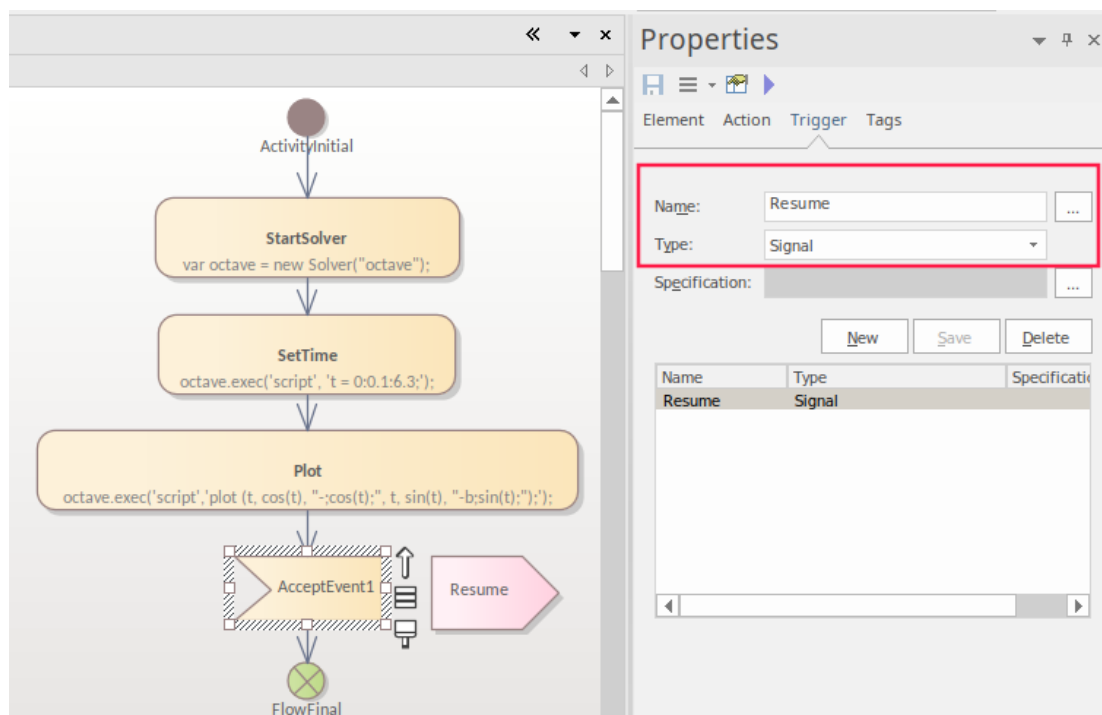 ActivityInitial
StartSolver
var octave = new Solver("octave");
SetTime
octave.exec('script', 't = 0:0.1:6.3;');
Plot
octave.exec('script','plot (t, cos(t), "-;cos(t);", t, sin(t), "-b;sin(t);");');
AcceptEvent1
Resume
FlowFinal
Properties
Element Action Trigger Tags
Name: Resume ...
Type: Signal
Specification: ...
New Save Delete
Name Type Specificatio
Resume Signal